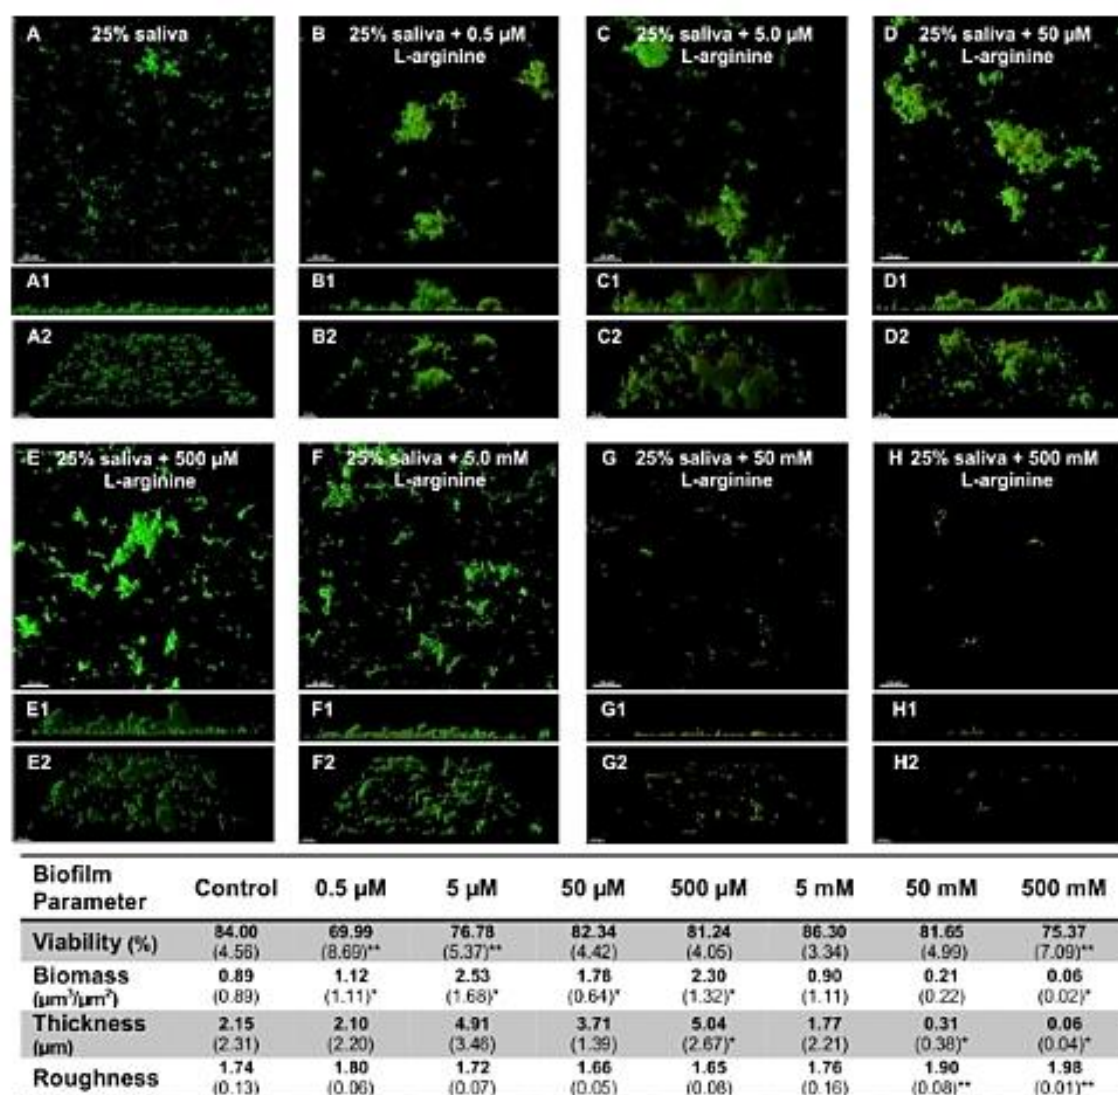 A 25% saliva
B 25% saliva + 0.5 µM
L-arginine
C 25% saliva + 5.0 µM
L-arginine
D 25% saliva + 50 µM
L-arginine
A1
B1
C1
D1
A2
B2
C2
D2
E 25% saliva + 500 µM
L-arginine
F 25% saliva + 5.0 mM
L-arginine
G 25% saliva + 50 mM
L-arginine
H 25% saliva + 500 mM
L-arginine
E1
F1
G1
H1
E2
F2
G2
H2
Biofilm
Parameter Control 0.5 µM 5 µM 50 µM 500 µM 5 mM 50 mM 500 mM
Viability (%) 84.00 69.99 76.78 82.34 81.24 86.30 81.65 75.37
(4.56) (8.69)** (5.37)** (4.42) (4.05) (3.34) (4.99) (7.09)**
Biomass 0.89 1.12 2.53 1.78 2.30 0.90 0.21 0.06
(µm³/µm²) (0.89) (1.11)* (1.68)* (0.64)* (1.32)* (1.11) (0.22) (0.02)*
Thickness 2.15 2.10 4.91 3.71 5.04 1.77 0.31 0.06
(µm) (2.31) (2.20) (3.46) (1.39) (2.67)* (2.21) (0.38)* (0.04)*
Roughness 1.74 1.80 1.72 1.66 1.65 1.76 1.90 1.98
(0.13) (0.06) (0.07) (0.05) (0.08) (0.16) (0.08)** (0.01)**